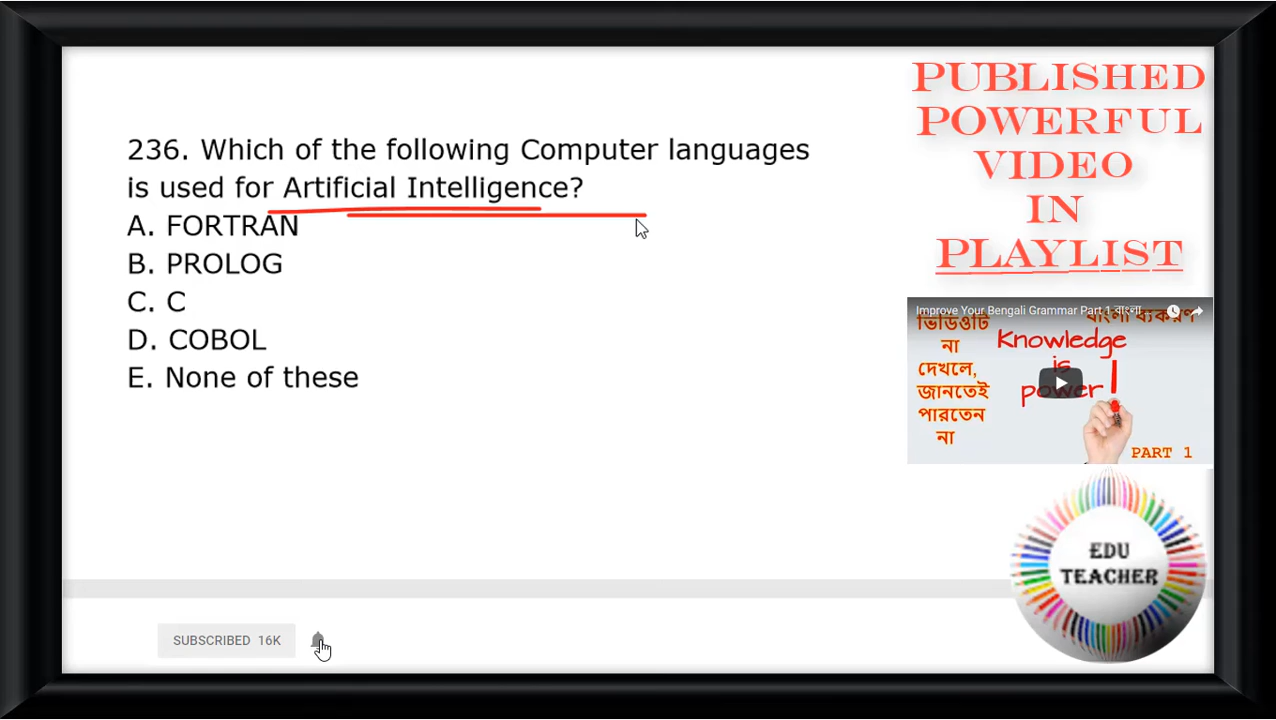 236. Which of the following Computer languages
is used for Artificial Intelligence?
A. FORTRAN
B. PROLOG
C. C
D. COBOL
E. None of these
PUBLISHED
POWERFUL
VIDEO
IN
PLAYLIST
Improve Your Bengali Grammar Part 1 বাংলা...
বাংলা ব্যকরণ
ভিডিওটি
না
দেখলে,
জানতেই
পারতেন
না
Knowledge
is
power!
PART 1
EDU
TEACHER
SUBSCRIBED 16K